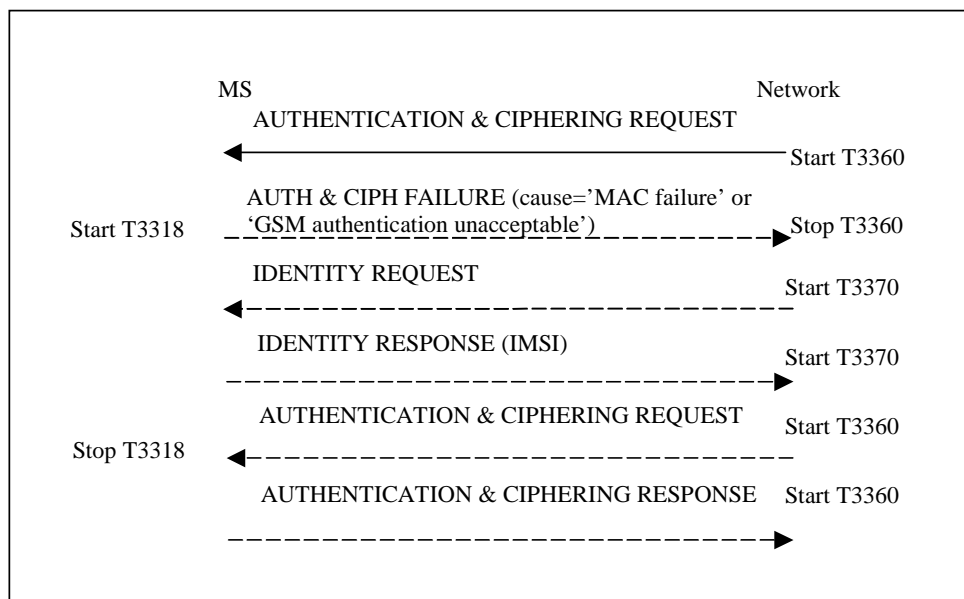 MS Network
AUTHENTICATION & CIPHERING REQUEST
Start T3360
AUTH & CIPH FAILURE (cause=’MAC failure’ or
‘GSM authentication unacceptable’)
Start T3318
Stop T3360
IDENTITY REQUEST
Start T3370
IDENTITY RESPONSE (IMSI)
Start T3370
AUTHENTICATION & CIPHERING REQUEST
Start T3360
Stop T3318
AUTHENTICATION & CIPHERING RESPONSE
Start T3360